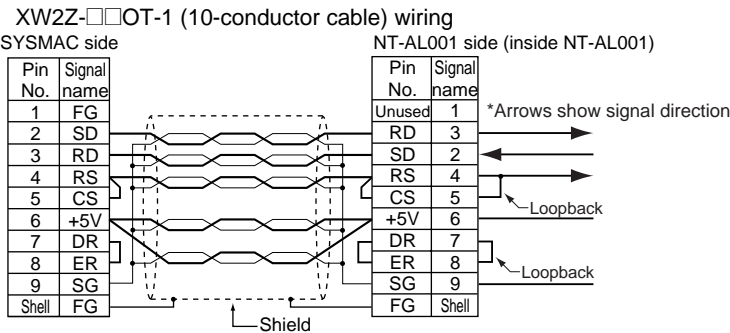 XW2Z-□□OT-1 (10-conductor cable) wiring
SYSMAC side NT-AL001 side (inside NT-AL001)
Pin No. Signal name Pin No. Signal name
1 FG Unused 1 *Arrows show signal direction
2 SD RD 3
3 RD SD 2
4 RS RS 4
5 CS CS 5 Loopback
6 +5V +5V 6
7 DR DR 7
8 ER ER 8 Loopback
9 SG SG 9
Shell FG FG Shell
Shield